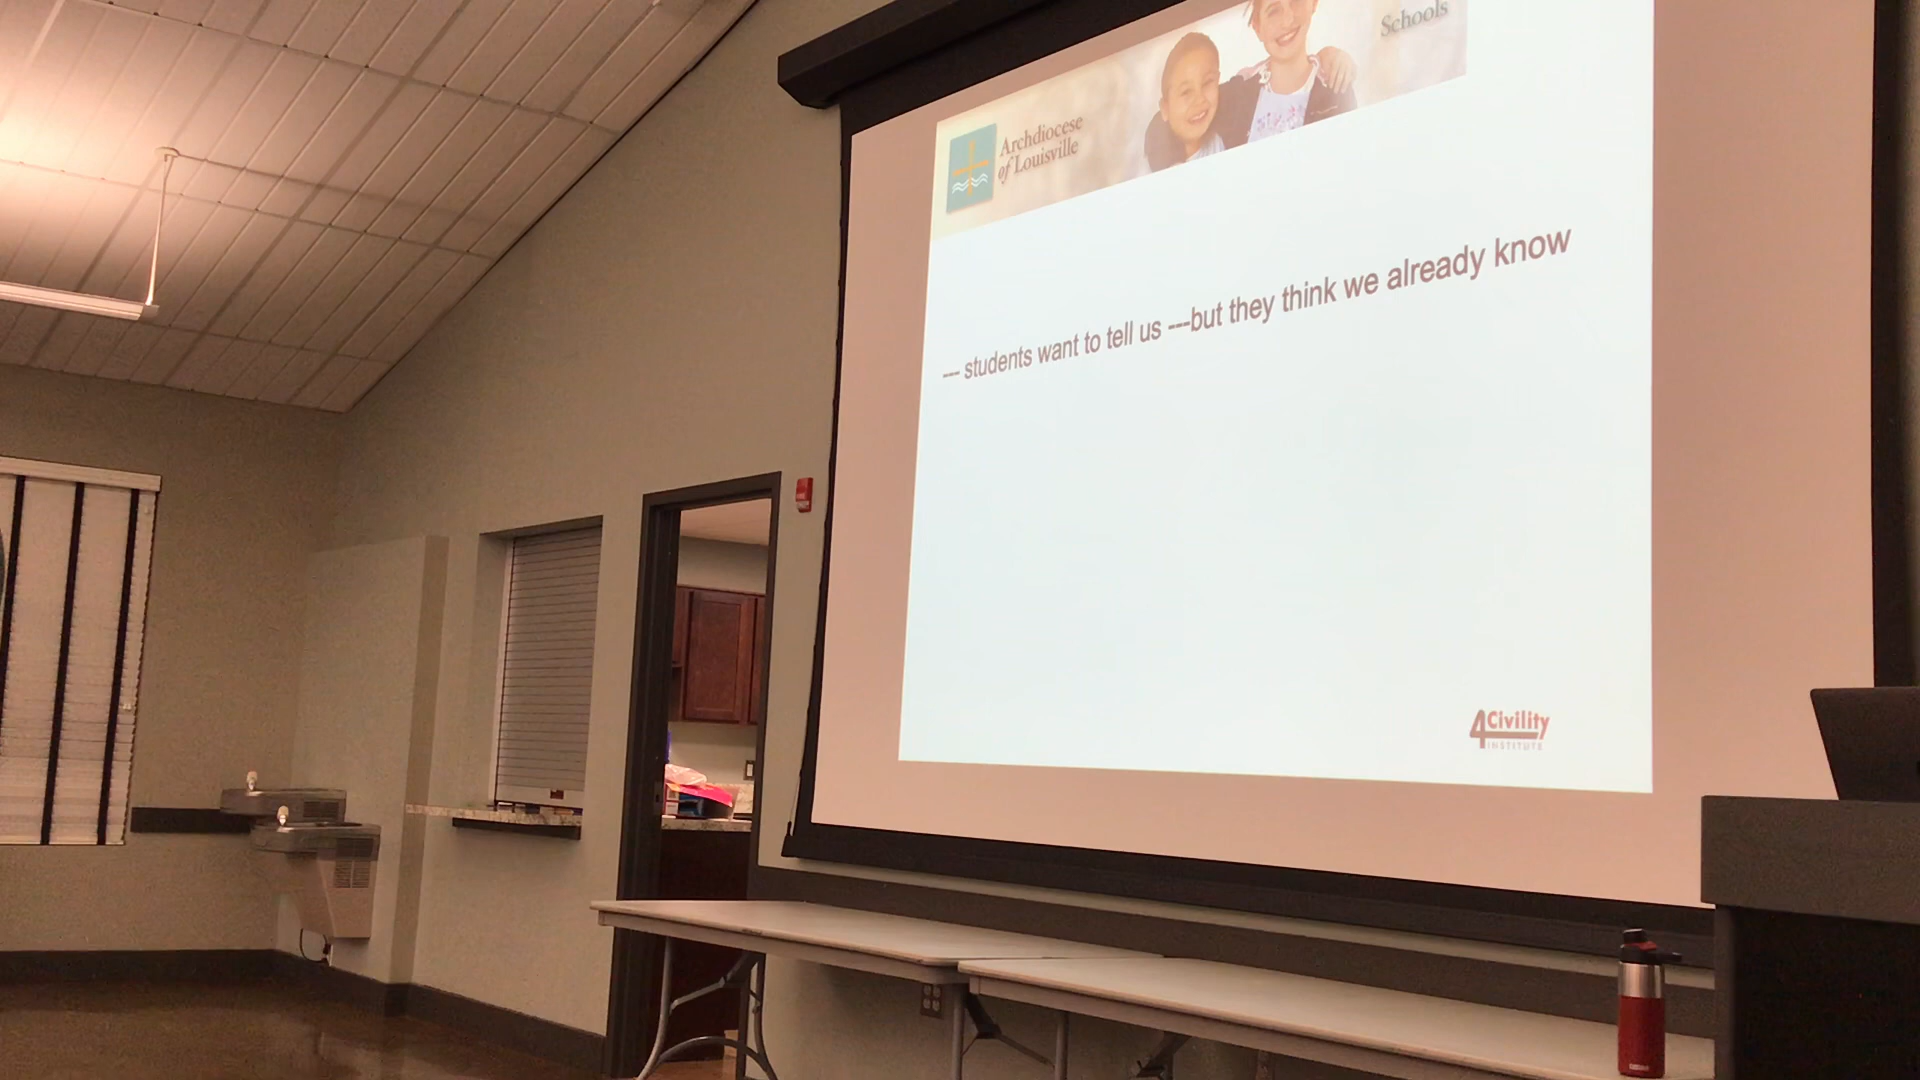 Schools
Archdiocese
of Louisville
--- students want to tell us ---but they think we already know
4Civility
INSTITUTE